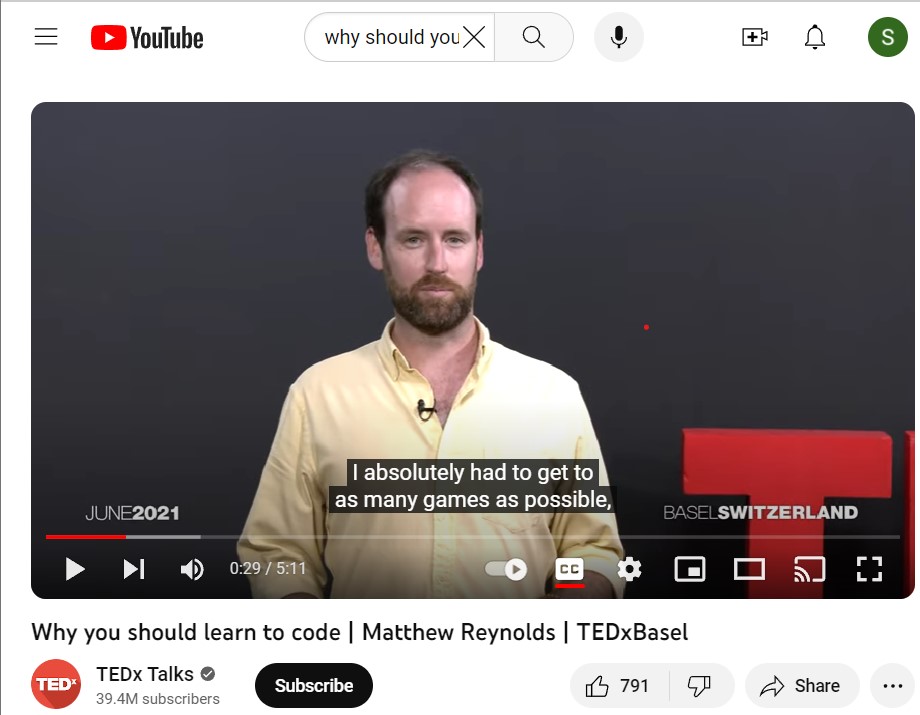 YouTube
why should you
S
I absolutely had to get to
as many games as possible,
JUNE2021
BASELSWITZERLAND
0:29 / 5:11
CC
Why you should learn to code | Matthew Reynolds | TEDxBasel
TEDx
TEDx Talks
39.4M subscribers
Subscribe
791
Share